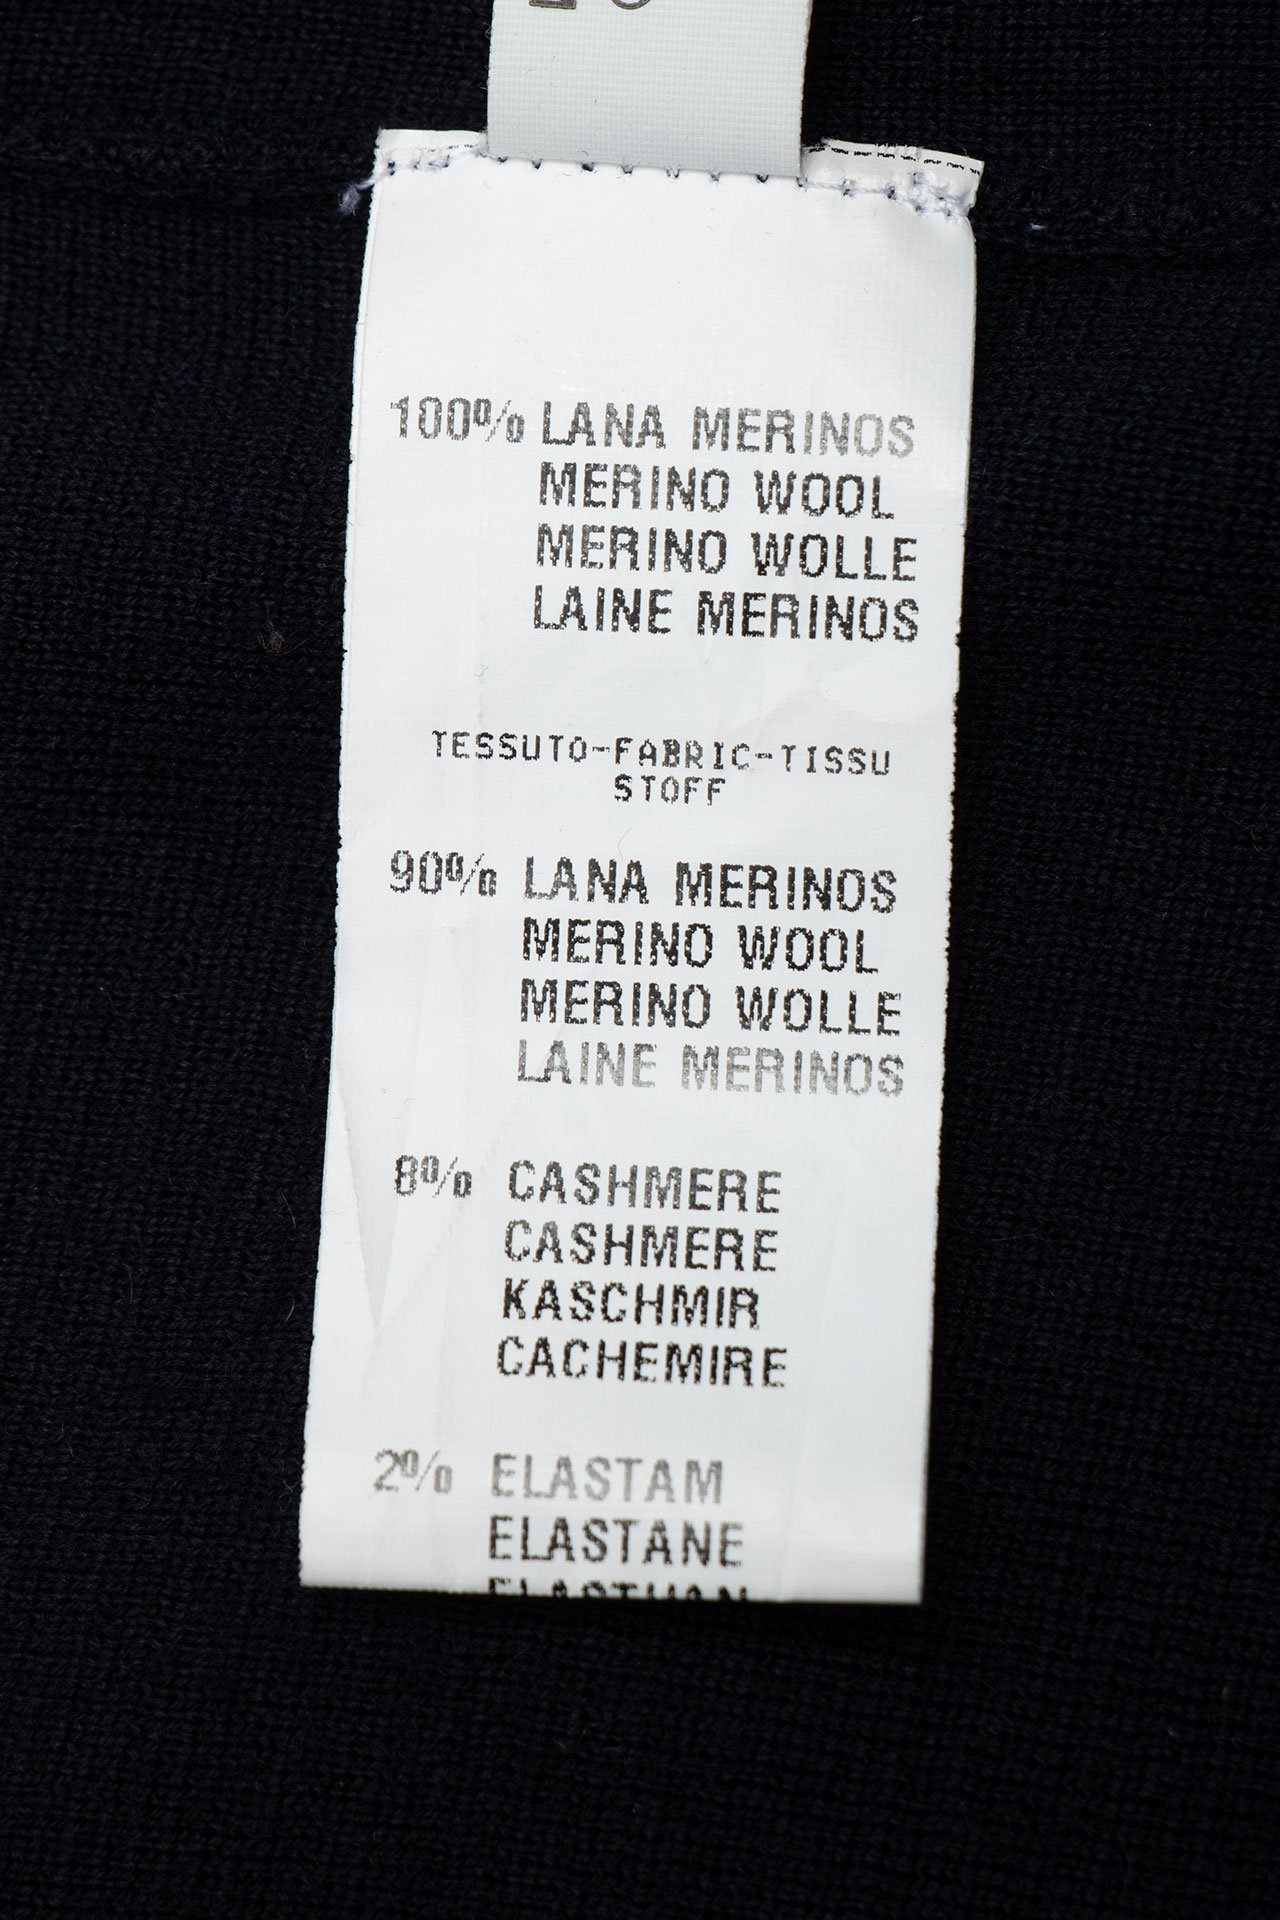 100% LANA MERINOS
MERINO WOOL
MERINO WOLLE
LAINE MERINOS
TESSUTO-FABRIC-TISSU
STOFF
90% LANA MERINOS
MERINO WOOL
MERINO WOLLE
LAINE MERINOS
8% CASHMERE
CASHMERE
KASCHMIR
CACHEMIRE
2% ELASTAM
ELASTANE